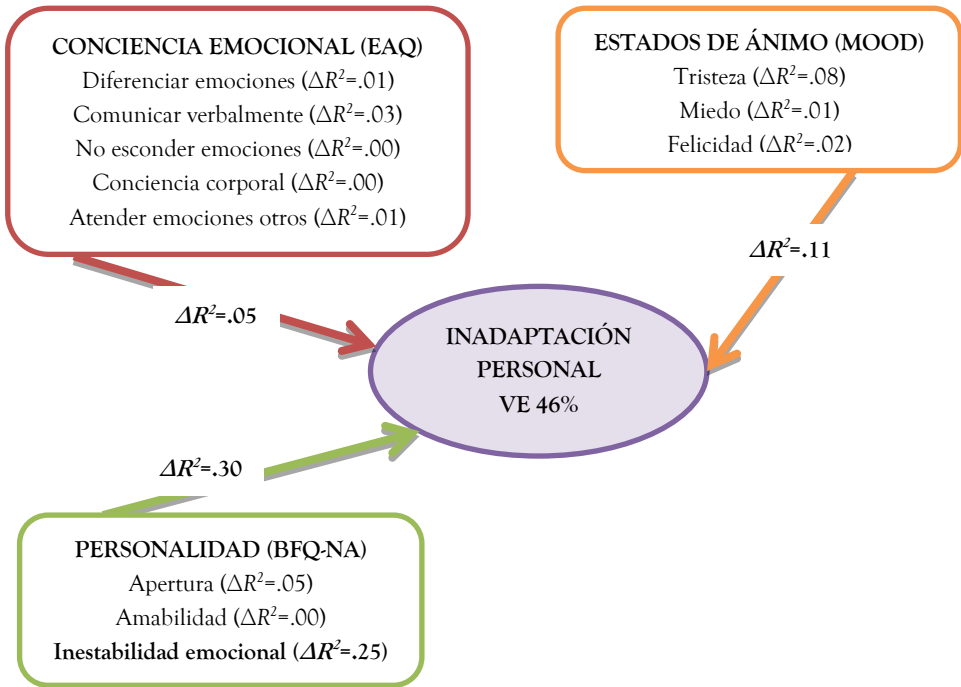 CONCIENCIA EMOCIONAL (EAQ)
Diferenciar emociones (ΔR²=.01)
Comunicar verbalmente (ΔR²=.03)
No esconder emociones (ΔR²=.00)
Conciencia corporal (ΔR²=.00)
Atender emociones otros (ΔR²=.01)
ESTADOS DE ÁNIMO (MOOD)
Tristeza (ΔR²=.08)
Miedo (ΔR²=.01)
Felicidad (ΔR²=.02)
ΔR²=.11
ΔR²=.05
INADAPTACIÓN
PERSONAL
VE 46%
ΔR²=.30
PERSONALIDAD (BFQ-NA)
Apertura (ΔR²=.05)
Amabilidad (ΔR²=.00)
Inestabilidad emocional (ΔR²=.25)